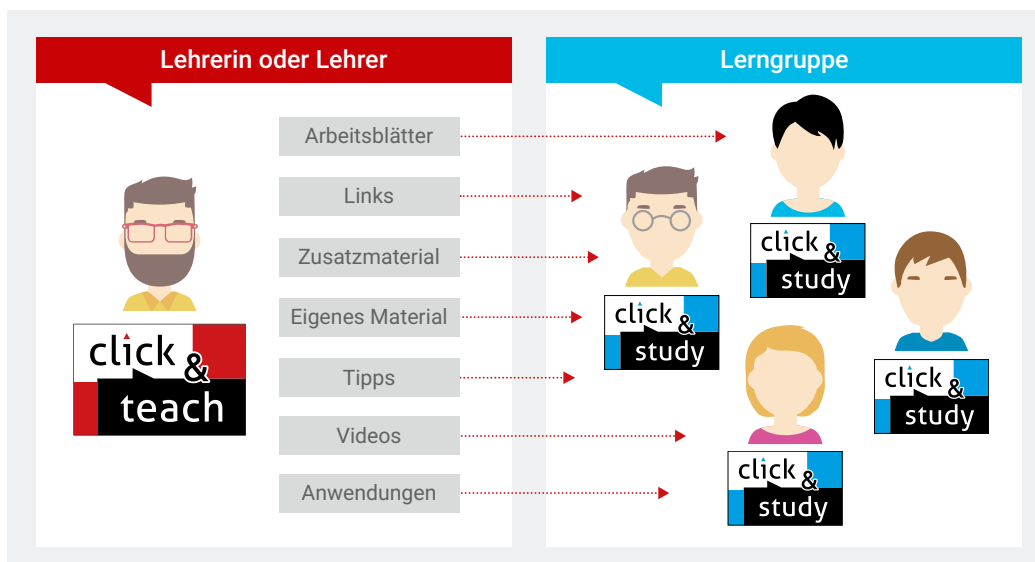 Lehrerin oder Lehrer
Arbeitsblätter
Links
Zusatzmaterial
Eigenes Material
Tipps
Videos
Anwendungen
click &
teach
Lerngruppe
click &
study
click &
study
click &
study
click &
study